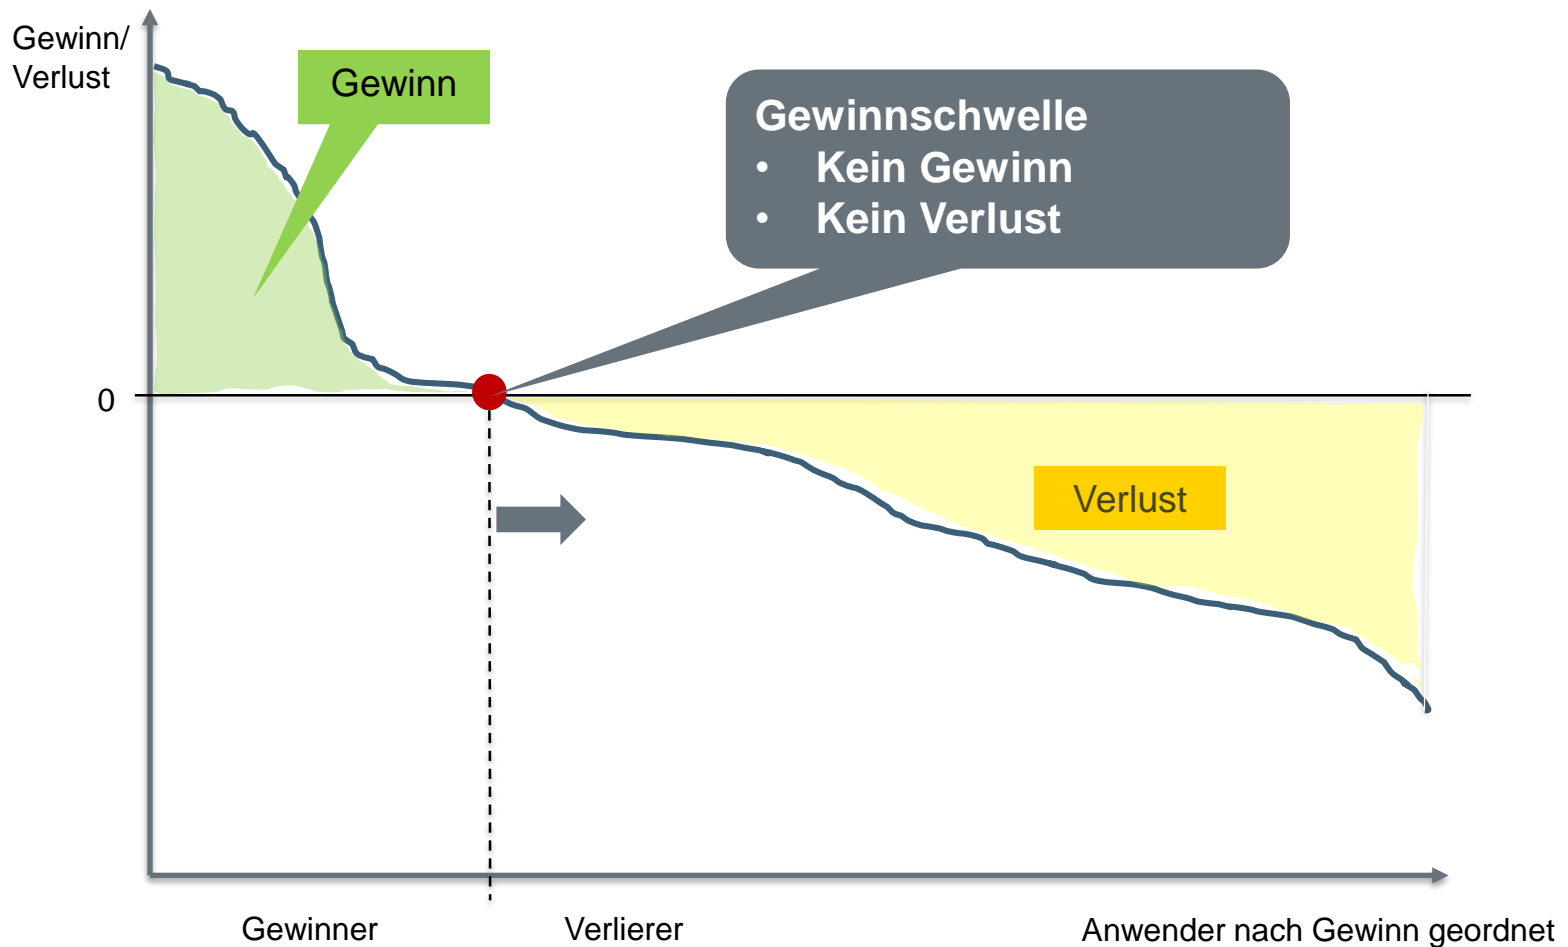 Gewinn/
Verlust
Gewinn
Gewinnschwelle
• Kein Gewinn
• Kein Verlust
0
Verlust
Gewinner
Verlierer
Anwender nach Gewinn geordnet